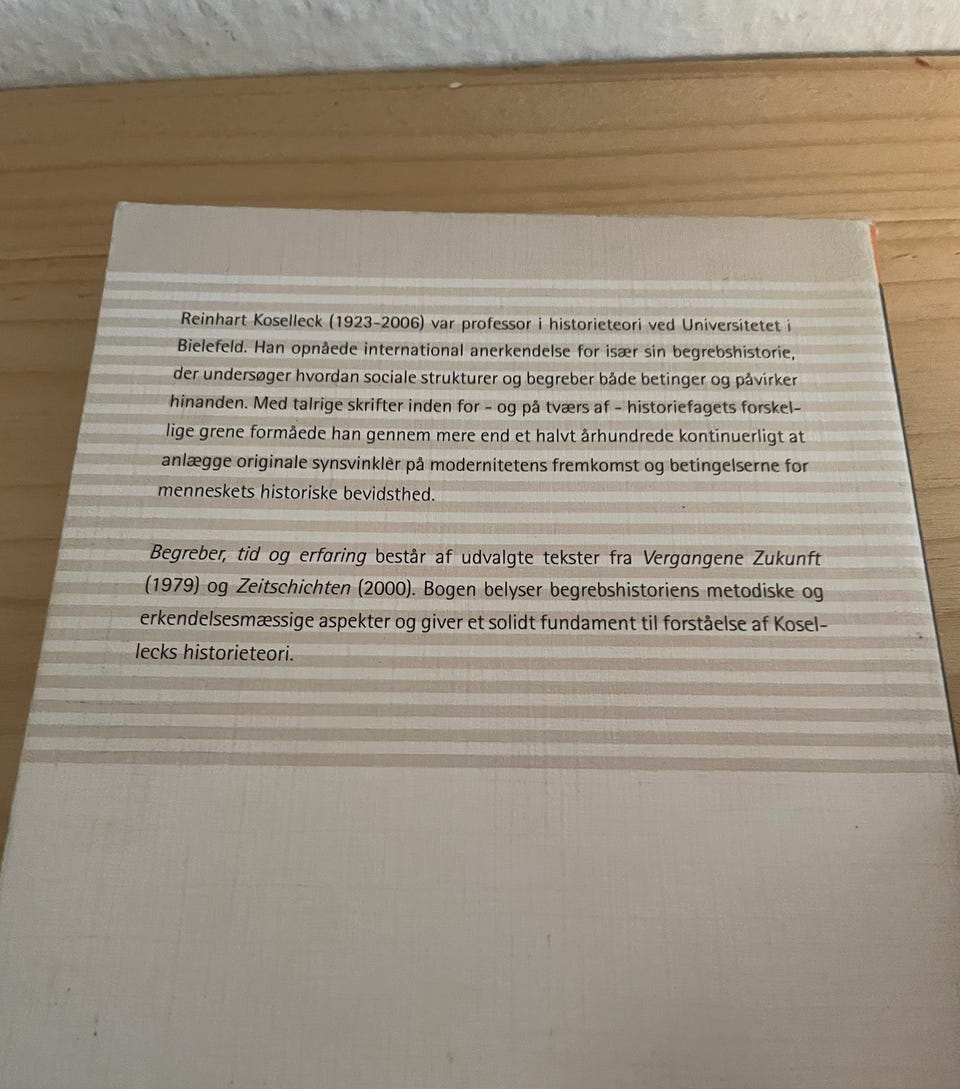 Reinhart Koselleck (1923–2006) var professor i historieteori ved Universitetet i
Bielefeld. Han opnåede international anerkendelse for især sin begrebshistorie,
der undersøger hvordan sociale strukturer og begreber både betinger og påvirker
hinanden. Med talrige skrifter inden for – og på tværs af – historiefagets forskel-
lige grene formåede han gennem mere end et halvt århundrede kontinuerligt at
anlægge originale synsvinkler på modernitetens fremkomst og betingelserne for
menneskets historiske bevidsthed.
Begreber, tid og erfaring består af udvalgte tekster fra Vergangene Zukunft
(1979) og Zeitschichten (2000). Bogen belyser begrebshistoriens metodiske og
erkendelsesmæssige aspekter og giver et solidt fundament til forståelse af Kosel-
lecks historieteori.